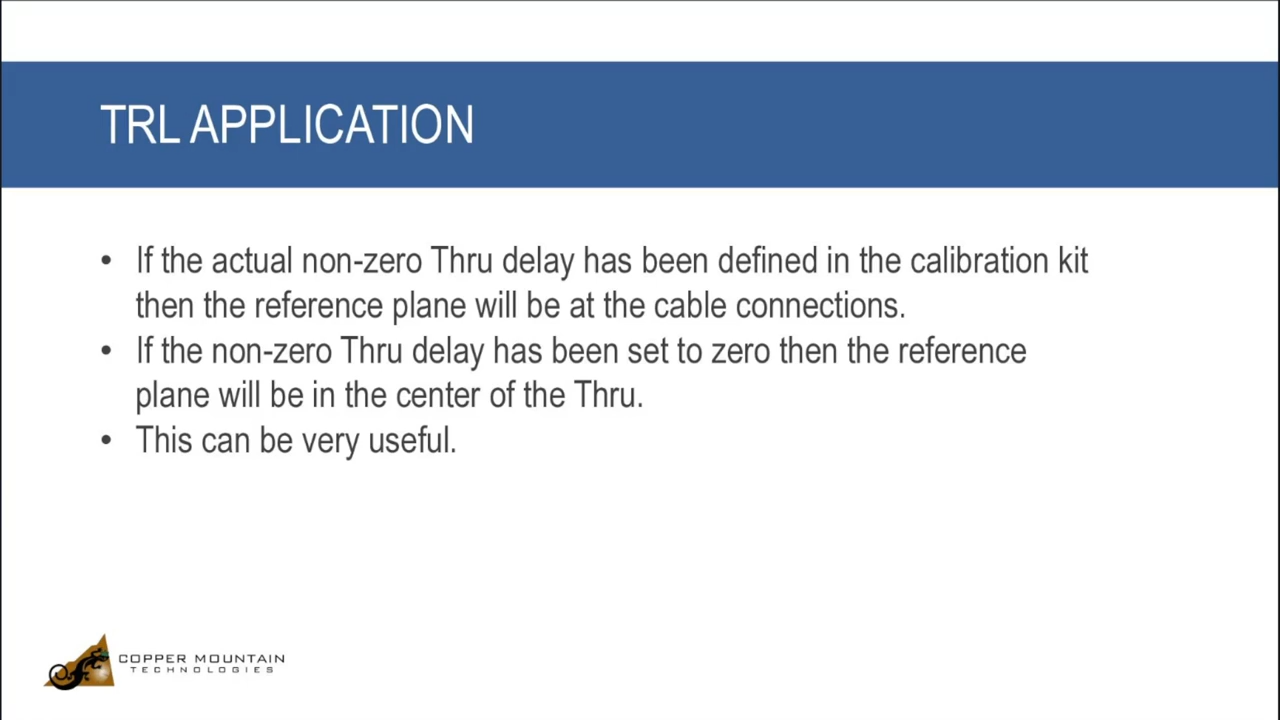 TRL APPLICATION
• If the actual non-zero Thru delay has been defined in the calibration kit
then the reference plane will be at the cable connections.
• If the non-zero Thru delay has been set to zero then the reference
plane will be in the center of the Thru.
• This can be very useful.
COPPER MOUNTAIN
TECHNOLOGIES